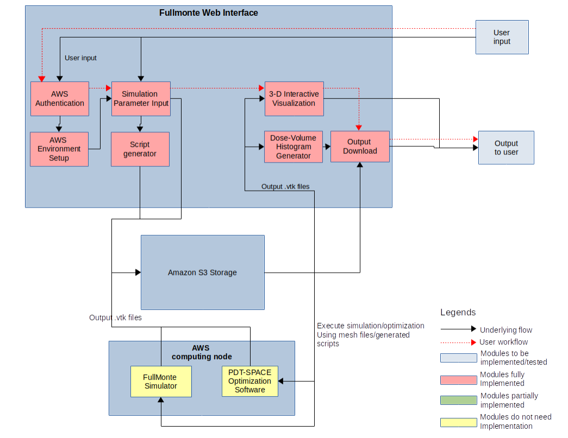 Fullmonte Web Interface
User
input
User input
AWS
Authentication
Simulation
Parameter Input
3-D Interactive
Visualization
AWS
Environment
Setup
Script
generator
Dose-Volume
Histogram
Generator
Output
Download
Output
to user
Output .vtk files
Amazon S3 Storage
Output .vtk files
Execute simulation/optimization
Using mesh files/generated
scripts
AWS
computing node
FullMonte
Simulator
PDT-SPACE
Optimization
Software
Legends
Underlying flow
User workflow
Modules to be
implemented/tested
Modules fully
Implemented
Modules partially
implemented
Modules do not need
Implementation